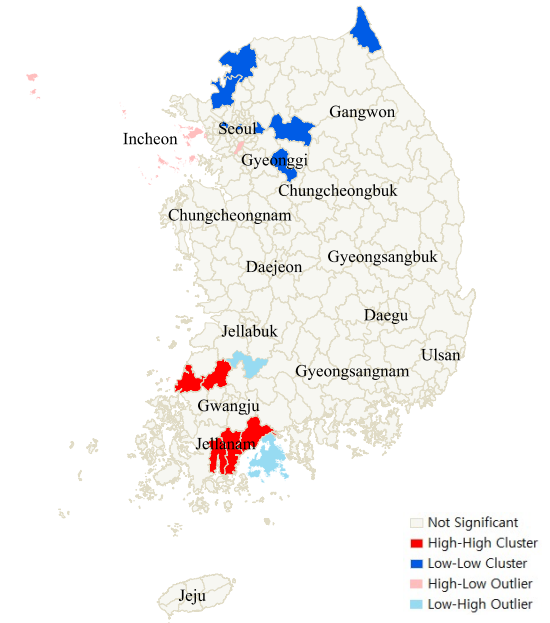 Gangwon
Seoul
Incheon
Gyeonggi
Chungcheongbuk
Chungcheongnam
Gyeongsangbuk
Daejeon
Daegu
Jellabuk
Ulsan
Gyeongsangnam
Gwangju
Jellanam
Jeju
Not Significant
High-High Cluster
Low-Low Cluster
High-Low Outlier
Low-High Outlier